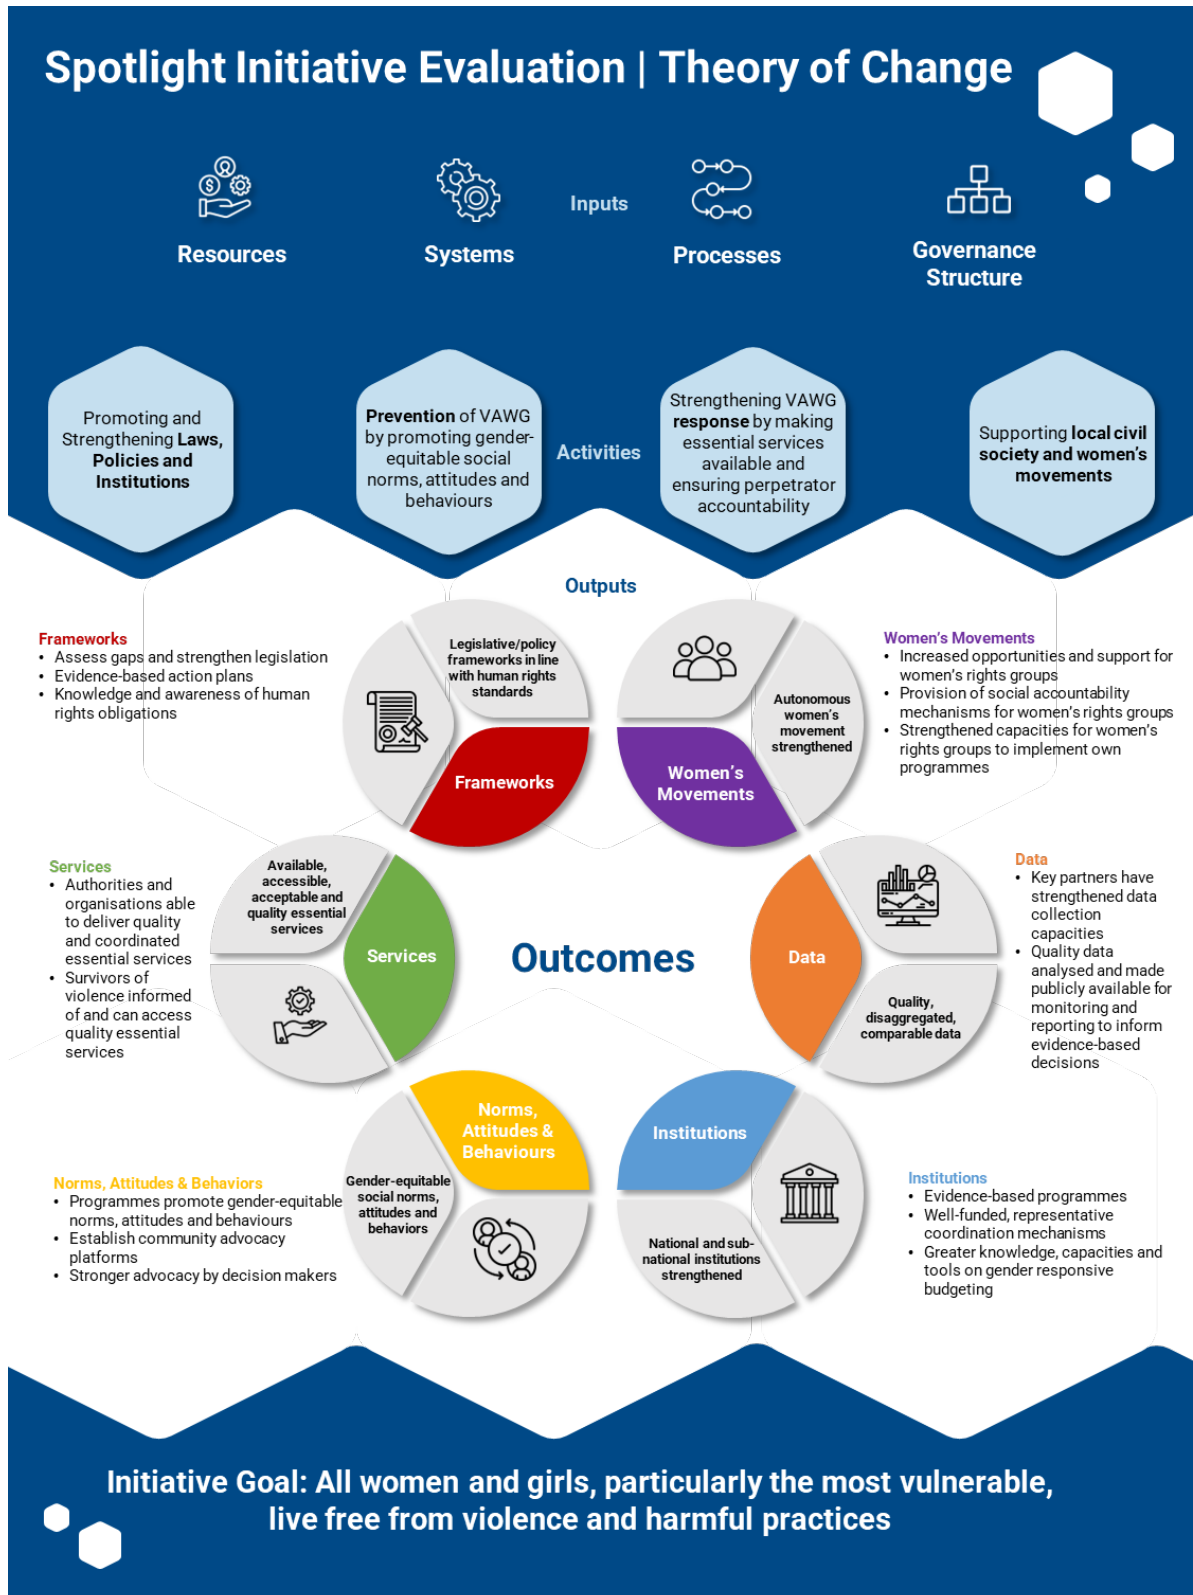 Spotlight Initiative Evaluation | Theory of Change
Inputs
Resources
Systems
Processes
Governance
Structure
Activities
Promoting and
Strengthening Laws,
Policies and
Institutions
Prevention of VAWG
by promoting gender-
equitable social
norms, attitudes and
behaviours
Strengthening VAWG
response by making
essential services
available and
ensuring perpetrator
accountability
Supporting local civil
society and women's
movements
Outputs
Frameworks
• Assess gaps and strengthen legislation
• Evidence-based action plans
• Knowledge and awareness of human
rights obligations
Legislative/policy
frameworks in line
with human rights
standards
Frameworks
Women's
Movements
Autonomous
women's
movement
strengthened
Women's Movements
• Increased opportunities and support for
women's rights groups
• Provision of social accountability
mechanisms for women's rights groups
• Strengthened capacities for women's
rights groups to implement own
programmes
Services
• Authorities and
organisations able
to deliver quality
and coordinated
essential services
• Survivors of
violence informed
of and can access
quality essential
services
Available,
accessible,
acceptable and
quality essential
services
Services
Outcomes
Data
Quality,
disaggregated,
comparable data
Data
• Key partners have
strengthened data
collection
capacities
• Quality data
analysed and made
publicly available for
monitoring and
reporting to inform
evidence-based
decisions
Norms, Attitudes & Behaviors
• Programmes promote gender-equitable
norms, attitudes and behaviours
• Establish community advocacy
platforms
• Stronger advocacy by decision makers
Norms,
Attitudes &
Behaviours
Gender-equitable
social norms,
attitudes and
behaviors
Institutions
National and sub-
national institutions
strengthened
Institutions
• Evidence-based programmes
• Well-funded, representative
coordination mechanisms
• Greater knowledge, capacities and
tools on gender responsive
budgeting
Initiative Goal: All women and girls, particularly the most vulnerable,
live free from violence and harmful practices